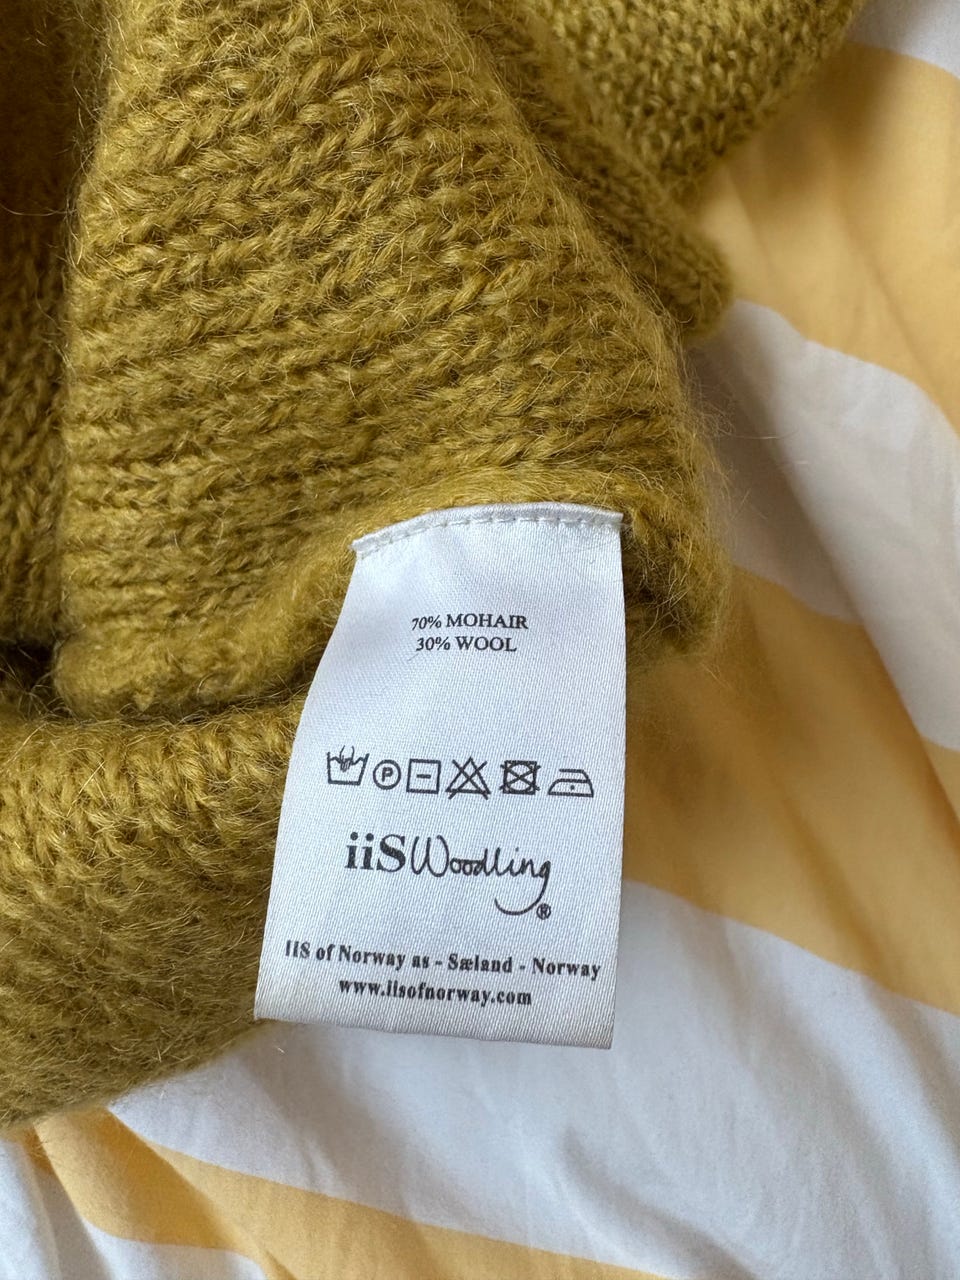 70% MOHAIR
30% WOOL
P
iiSWoodling®
IIS of Norway as - Sæland - Norway
www.iisofnorway.com